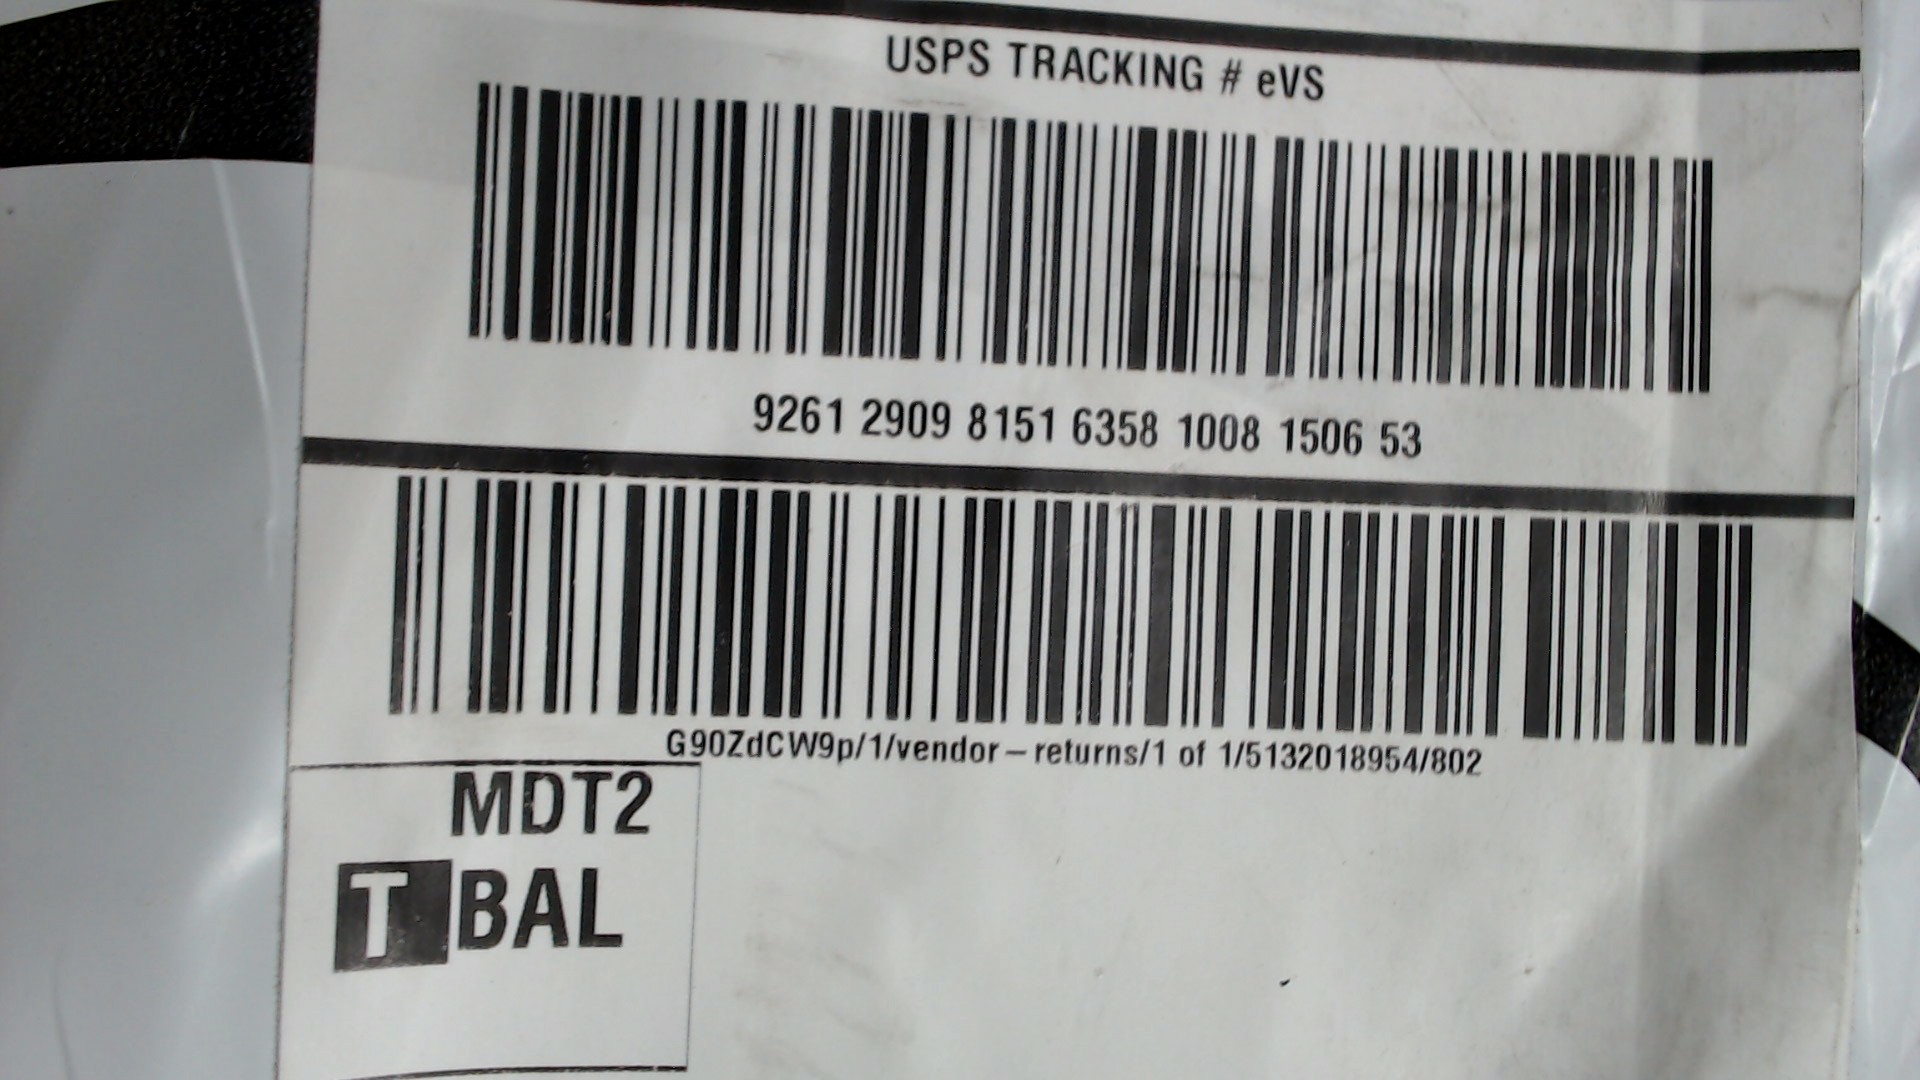 USPS TRACKING # eVS
9261 2909 8151 6358 1008 1506 53
G90ZdCW9p/1/vendor – returns/1 of 1/5132018954/802
MDT2
T BAL